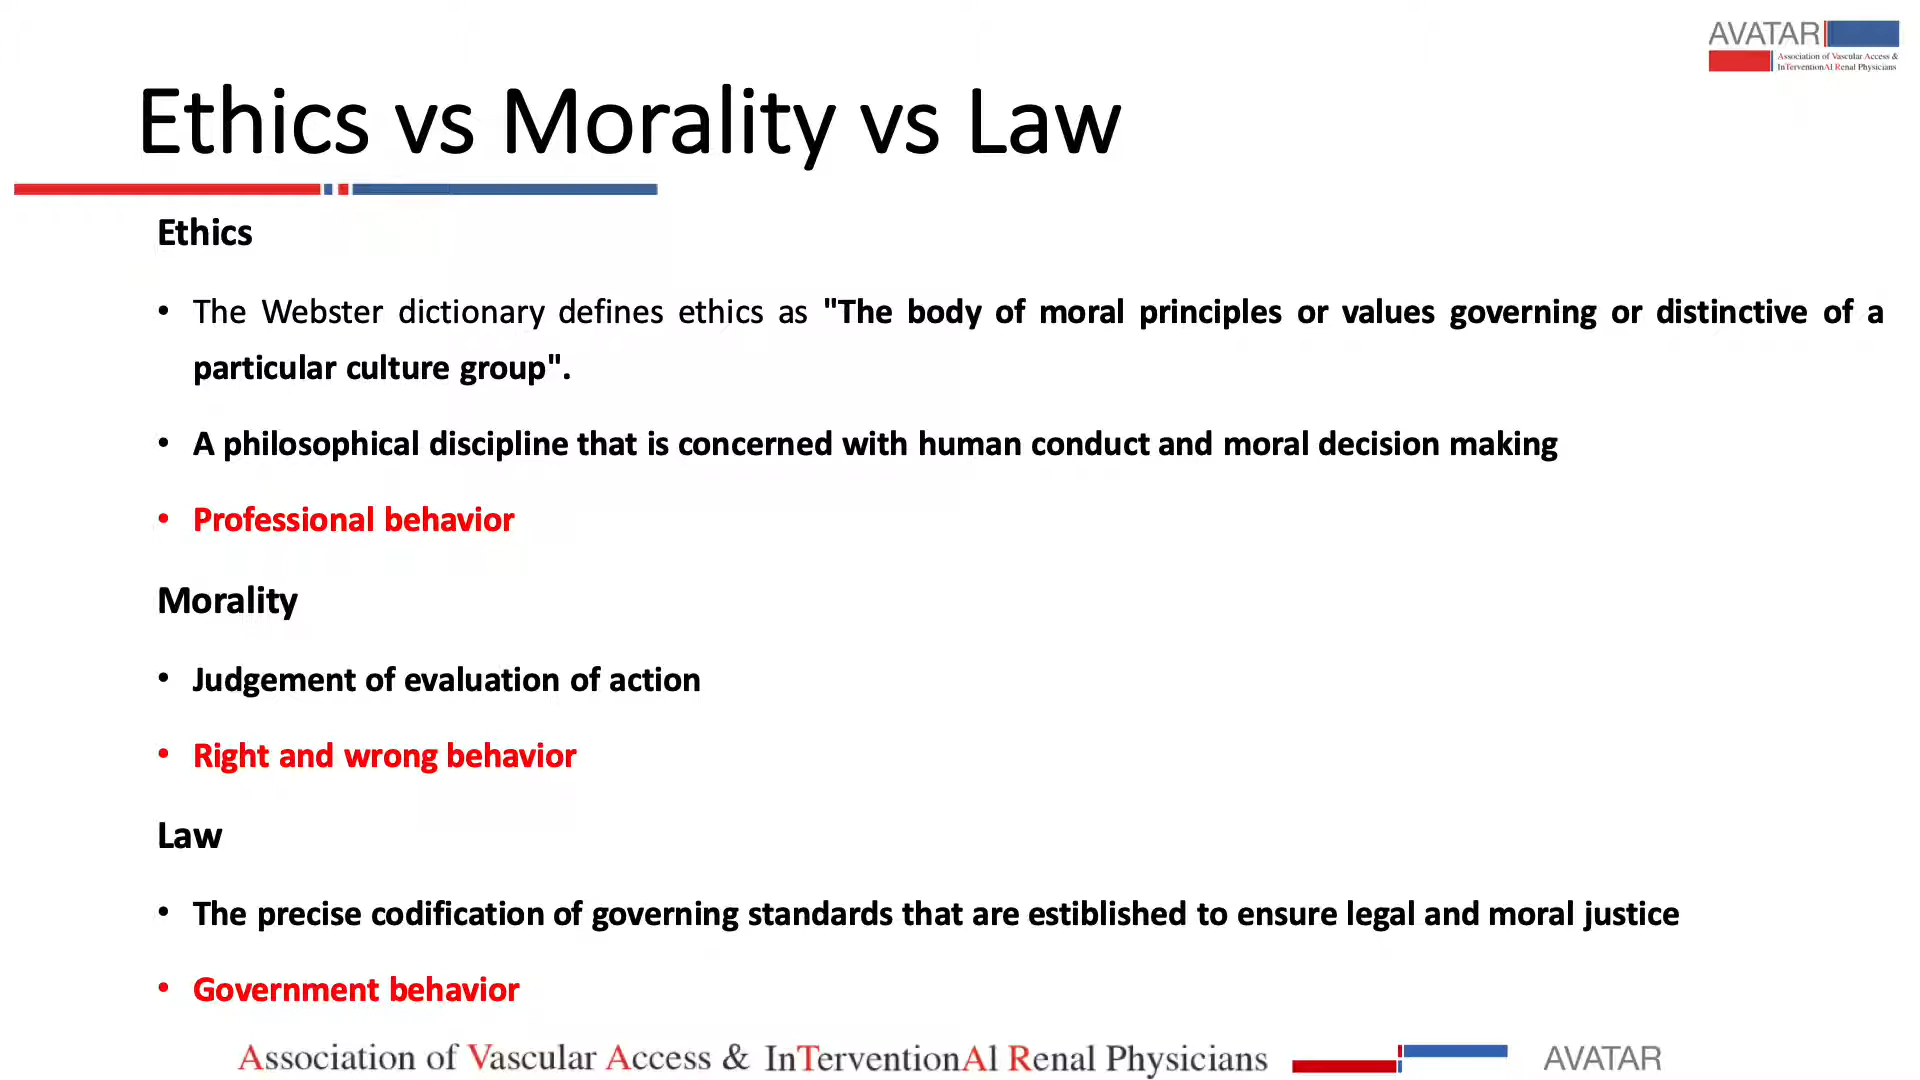 AVATAR
Association of Vascular Access &
InTerventionAl Renal Physicians
Ethics vs Morality vs Law
Ethics
• The Webster dictionary defines ethics as "The body of moral principles or values governing or distinctive of a
particular culture group".
• A philosophical discipline that is concerned with human conduct and moral decision making
• Professional behavior
Morality
• Judgement of evaluation of action
• Right and wrong behavior
Law
• The precise codification of governing standards that are estiblished to ensure legal and moral justice
• Government behavior
Association of Vascular Access & InTerventionAl Renal Physicians AVATAR